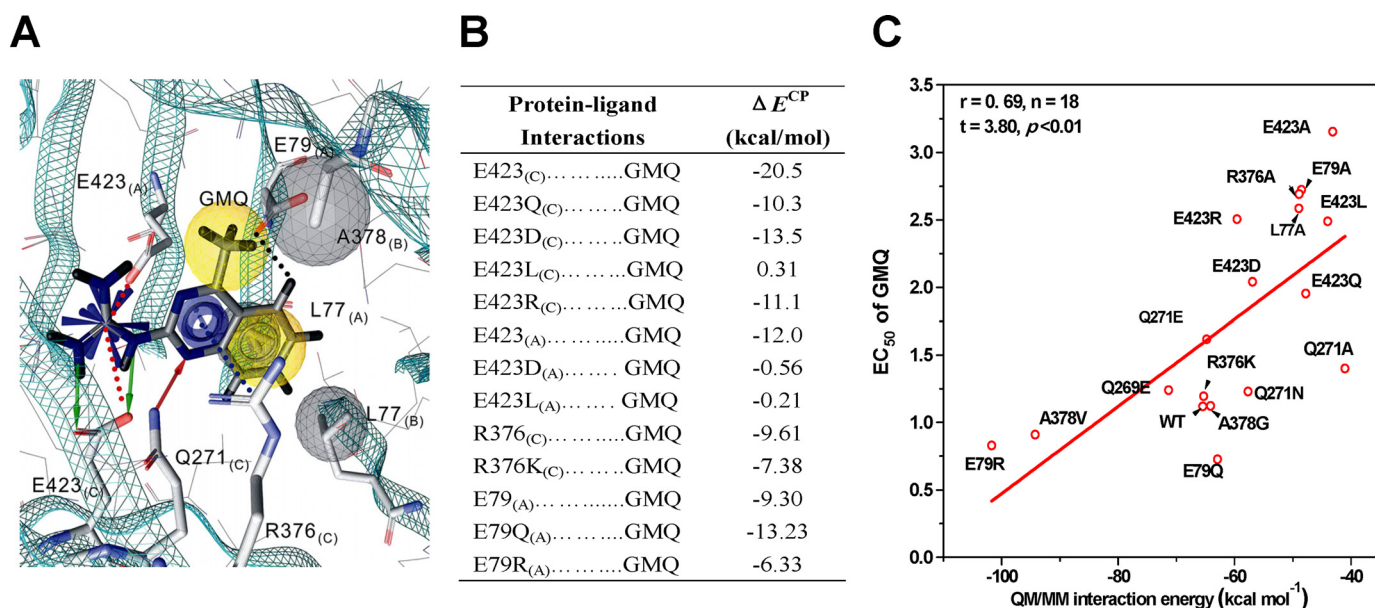 A
E79(A)
E423(A)
GMQ
A378(B)
L77(A)
L77(B)
Q271(C)
E423(C)
R376(C)
B
Protein-ligand Interactions	Δ E^CP (kcal/mol)
E423(C)……....GMQ	-20.5
E423Q(C)……..GMQ	-10.3
E423D(C)……..GMQ	-13.5
E423L(C)……...GMQ	0.31
E423R(C)……...GMQ	-11.1
E423(A)……....GMQ	-12.0
E423D(A)……..GMQ	-0.56
E423L(A)……. GMQ	-0.21
R376(C)……....GMQ	-9.61
R376K(C)……..GMQ	-7.38
E79(A)………....GMQ	-9.30
E79Q(A)……...GMQ	-13.23
E79R(A)……....GMQ	-6.33
C
r = 0. 69, n = 18
t = 3.80, p<0.01
EC50 of GMQ
3.5
3.0
2.5
2.0
1.5
1.0
0.5
0.0
E423A
R376A
E79A
E423R
L77A
E423L
E423D
E423Q
Q271E
R376K
Q271A
Q269E
Q271N
A378V
WT
A378G
E79R
E79Q
-100
-80
-60
-40
QM/MM interaction energy (kcal mol-1)